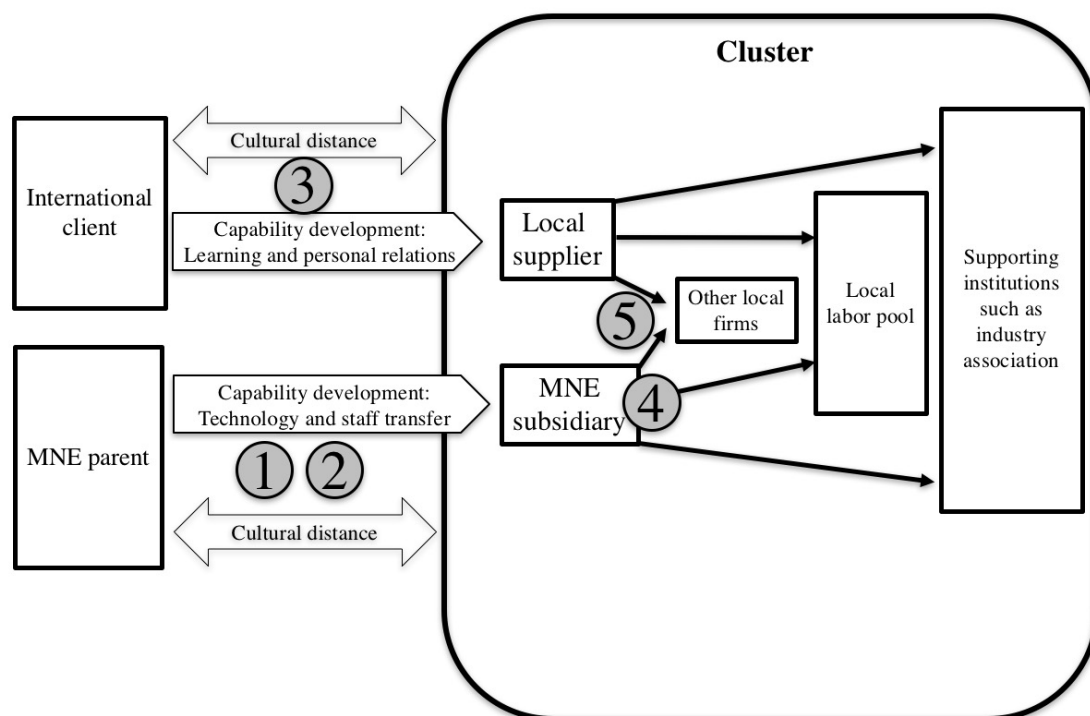 Cluster
Cultural distance
3
International
client
Capability development:
Learning and personal relations
Local
supplier
5
Other local
firms
Local
labor pool
Supporting
institutions
such as
industry
association
MNE parent
Capability development:
Technology and staff transfer
1
2
Cultural distance
MNE
subsidiary
4